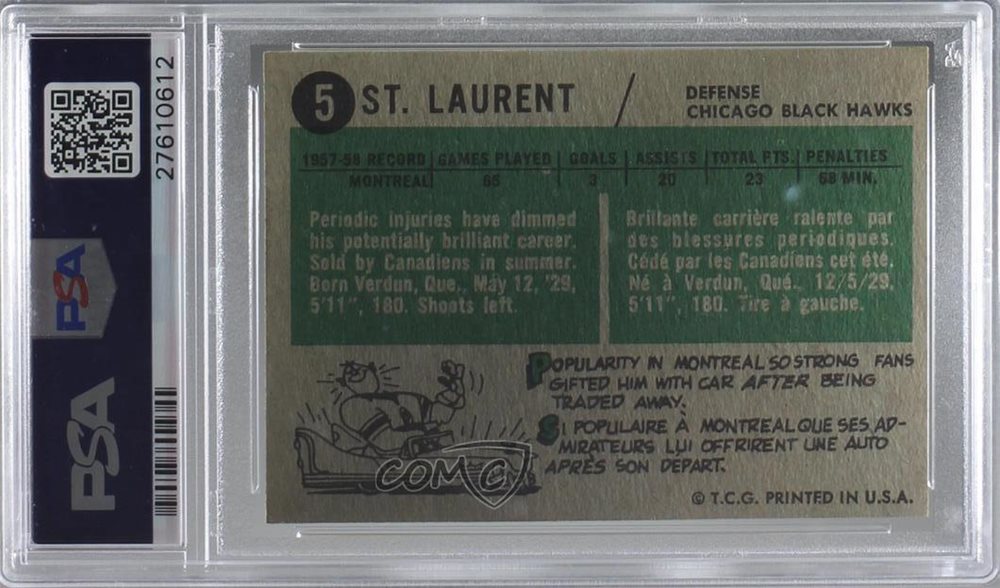 27610612
PSA
PSA
5 ST. LAURENT / DEFENSE
CHICAGO BLACK HAWKS
1957-58 RECORD GAMES PLAYED GOALS ASSISTS TOTAL PTS. PENALTIES
MONTREAL 65 3 20 23 68 MIN.
Periodic injuries have dimmed
his potentially brilliant career.
Sold by Canadiens in summer.
Born Verdun, Que., May 12, '29,
5'11", 180. Shoots left.
Brillante carrière ralente par
des blessures periodiques.
Cédé par les Canadiens cet été.
Né à Verdun, Qué. 12/5/29,
5'11", 180. Tire à gauche.
POPULARITY IN MONTREAL SO STRONG FANS
GIFTED HIM WITH CAR AFTER BEING
TRADED AWAY.
SI POPULAIRE À MONTREAL QUE SES AD-
MIRATEURS LUI OFFRIRENT UNE AUTO
APRÈS SON DEPART.
COMC
© T.C.G. PRINTED IN U.S.A.